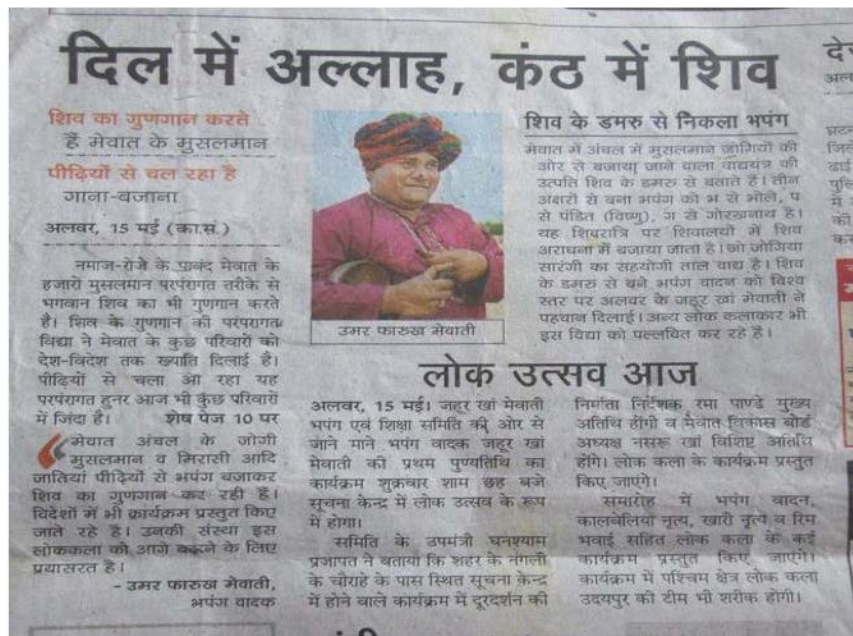 दिल में अल्लाह, कंठ में शिव
शिव का गुणगान करते
हैं मेवात के मुसलमान
पीढ़ियों से चल रहा है
गाना-बजाना
अलवर, 15 मई (का.सं.)
नमाज-रोजे के पाबंद मेवात के
हजारों मुसलमान परपंरागत तरीके से
भगवान शिव का भी गुणगान करते
हैं। शिव के गुणगान की परंपरागत
विद्या ने मेवात के कुछ परिवारों को
देश-विदेश तक ख्याति दिलाई है।
पीढ़ियों से चला आ रहा यह
परपंरागत हुनर आज भी कुछ परिवारों
में जिंदा है। शेष पेज 10 पर
मेवात अंचल के जोगी
मुसलमान व मिरासी आदि
जातियां पीढ़ियों से भपंग बजाकर
शिव का गुणगान कर रही हैं।
विदेशों में भी कार्यक्रम प्रस्तुत किए
जाते रहे है। उनकी संस्था इस
लोककला को आगे बढ़ाने के लिए
प्रयासरत है।
- उमर फारुख मेवाती,
भपंग वादक
उमर फारुख मेवाती
शिव के डमरु से निकला भपंग
मेवात में अंचल में मुसलमान जोगियों की
ओर से बजाया जाने वाला वाद्ययंत्र की
उत्पति शिव के डमरु से बताते है। तीन
अक्षरों से बना भपंग को भ से भोले, प
से पंडित (विष्णु), ग से गोरखनाथ है।
यह शिवरात्रि पर शिवालयों में शिव
अराधना में बजाया जाता है। जो जोगिया
सारंगी का सहयोगी ताल वाद्य है। शिव
के डमरु से बने भपंग वादन को विश्व
स्तर पर अलवर के जहूर खां मेवाती ने
पहचान दिलाई। अन्य लोक कलाकार भी
इस विद्या को पल्लवित कर रहे है।
लोक उत्सव आज
अलवर, 15 मई। जहूर खां मेवाती
भपंग एवं शिक्षा समिति की ओर से
जाने माने भपंग वादक जहूर खां
मेवाती की प्रथम पुण्यतिथि का
कार्यक्रम शुक्रवार शाम छह बजे
सूचना केन्द्र में लोक उत्सव के रूप
में होगा।
समिति के उपमंत्री घनश्याम
प्रजापत ने बताया कि शहर के नंगली
के चौराहे के पास स्थित सूचना केन्द्र
में होने वाले कार्यक्रम में दूरदर्शन की
निर्माता निर्देशक रमा पाण्डे मुख्य
अतिथि होंगी व मेवात विकास बोर्ड
अध्यक्ष नसरू खां विशिष्ट अतिथि
होंगे। लोक कला के कार्यक्रम प्रस्तुत
किए जाएंगे।
समारोह में भपंग वादन,
कालबेलिया नृत्य, खारी नृत्य व रिम
भवाई सहित लोक कला के कई
कार्यक्रम प्रस्तुत किए जाएंगे।
कार्यक्रम में पश्चिम क्षेत्र लोक कला
उदयपुर की टीम भी शरीक होगी।